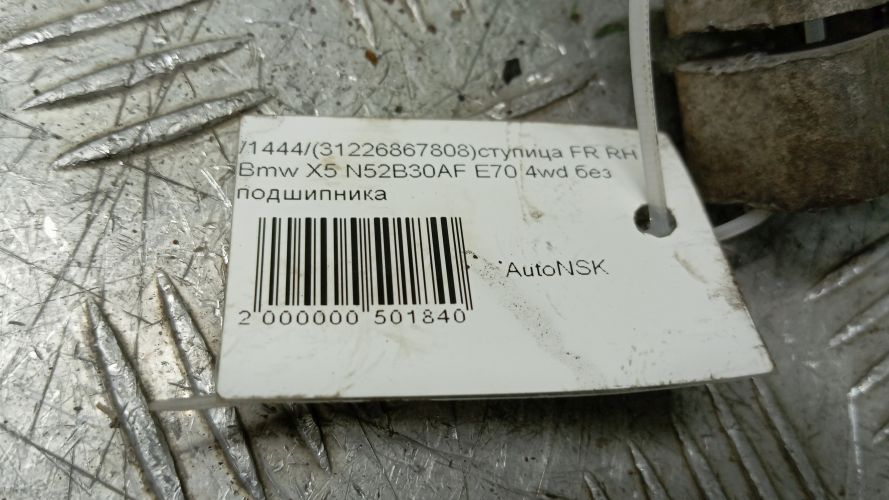 /1444/(31226867808)ступица FR RH
Bmw X5 N52B30AF E70 4wd без
подшипника
AutoNSK
2 000000 501840